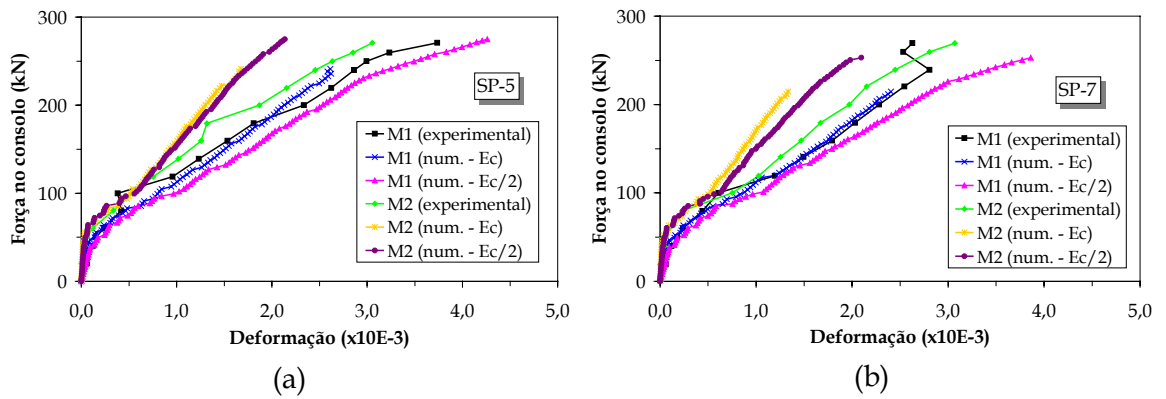 Força no consolo (kN)
300
200
100
0
0,0 1,0 2,0 3,0 4,0 5,0
Deformação (x10E-3)
SP-5
M1 (experimental)
M1 (num. - Ec)
M1 (num. - Ec/2)
M2 (experimental)
M2 (num. - Ec)
M2 (num. - Ec/2)
(a)
Força no consolo (kN)
300
200
100
0
0,0 1,0 2,0 3,0 4,0 5,0
Deformação (x10E-3)
SP-7
M1 (experimental)
M1 (num. - Ec)
M1 (num. - Ec/2)
M2 (experimental)
M2 (num. - Ec)
M2 (num. - Ec/2)
(b)